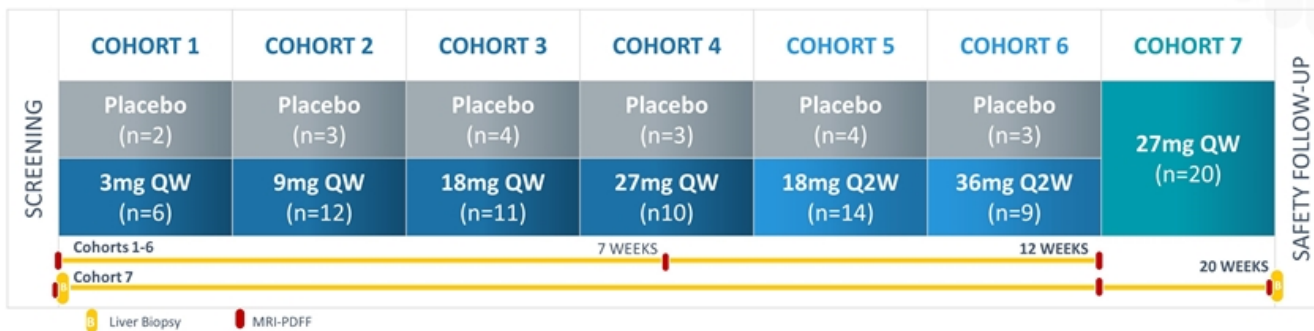 SCREENING
COHORT 1
COHORT 2
COHORT 3
COHORT 4
COHORT 5
COHORT 6
COHORT 7
Placebo
(n=2)
Placebo
(n=3)
Placebo
(n=4)
Placebo
(n=3)
Placebo
(n=4)
Placebo
(n=3)
3mg QW
(n=6)
9mg QW
(n=12)
18mg QW
(n=11)
27mg QW
(n10)
18mg Q2W
(n=14)
36mg Q2W
(n=9)
27mg QW
(n=20)
SAFETY FOLLOW-UP
Cohorts 1-6
7 WEEKS
12 WEEKS
Cohort 7
20 WEEKS
B
B
B Liver Biopsy
MRI-PDFF